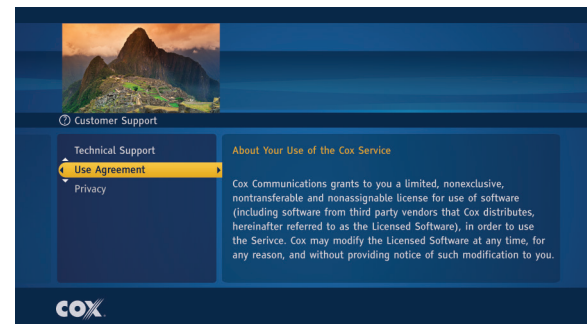 Customer Support
Technical Support
Use Agreement
Privacy
About Your Use of the Cox Service
Cox Communications grants to you a limited, nonexclusive,
nontransferable and nonassignable license for use of software
(including software from third party vendors that Cox distributes,
hereinafter referred to as the Licensed Software), in order to use
the Serivce. Cox may modify the Licensed Software at any time, for
any reason, and without providing notice of such modification to you.
COX